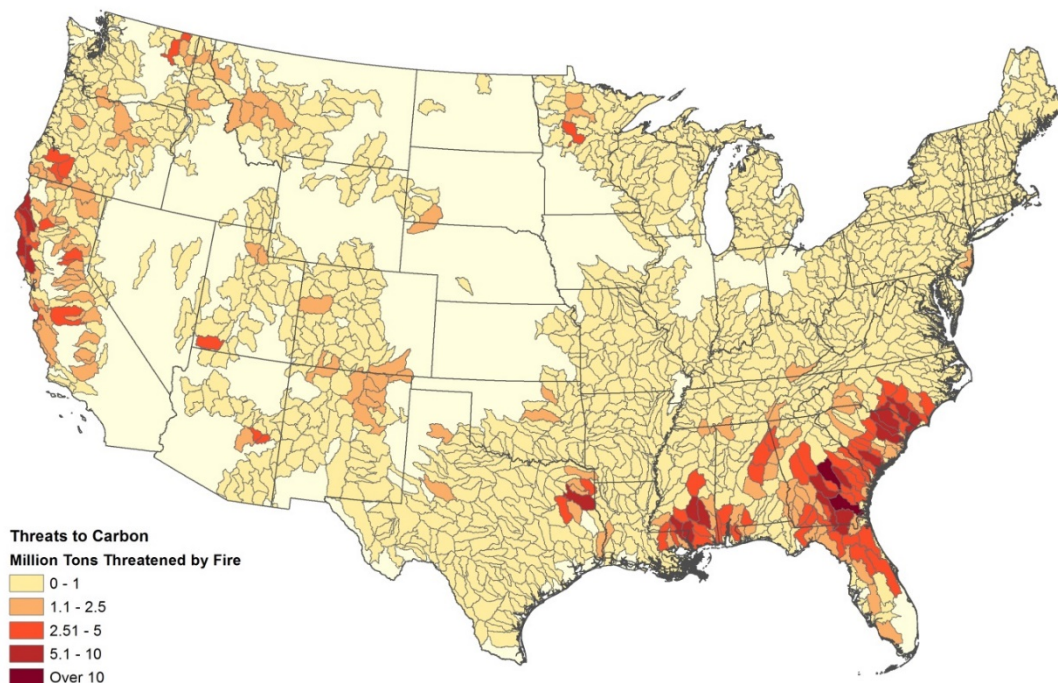 Threats to Carbon
Million Tons Threatened by Fire
0 - 1
1.1 - 2.5
2.51 - 5
5.1 - 10
Over 10